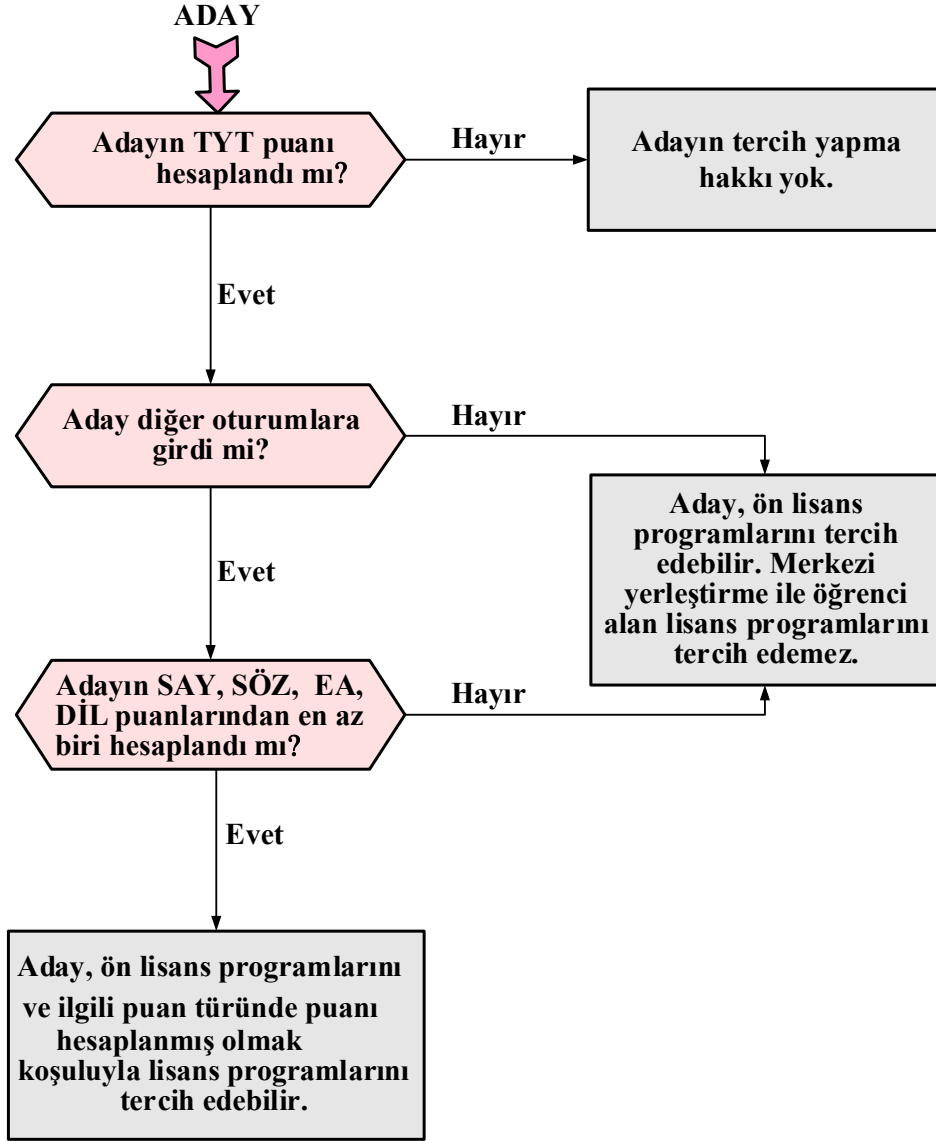 ADAY
Adayın TYT puanı
hesaplandı mı?
Hayır
Adayın tercih yapma
hakkı yok.
Evet
Aday diğer oturumlara
girdi mi?
Hayır
Aday, ön lisans
programlarını tercih
edebilir. Merkezi
yerleştirme ile öğrenci
alan lisans programlarını
tercih edemez.
Evet
Adayın SAY, SÖZ, EA,
DİL puanlarından en az
biri hesaplandı mı?
Hayır
Evet
Aday, ön lisans programlarını
ve ilgili puan türünde puanı
hesaplanmış olmak
koşuluyla lisans programlarını
tercih edebilir.